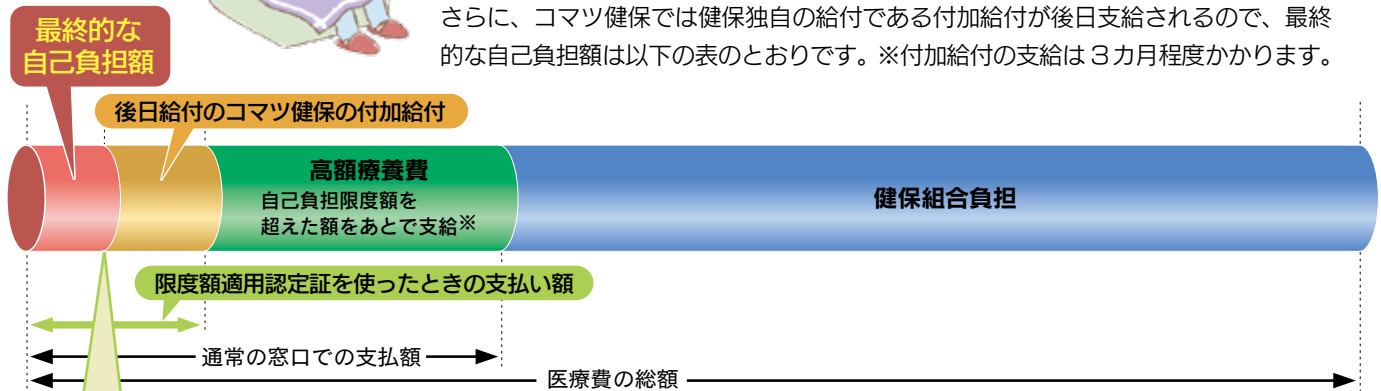 さらに、コマツ健保では健保独自の給付である付加給付が後日支給されるので、最終
的な自己負担額は以下の表のとおりです。※付加給付の支給は3カ月程度かかります。
最終的な
自己負担額
後日給付のコマツ健保の付加給付
高額療養費
自己負担限度額を
超えた額をあとで支給※
健保組合負担
限度額適用認定証を使ったときの支払い額
通常の窓口での支払額
医療費の総額